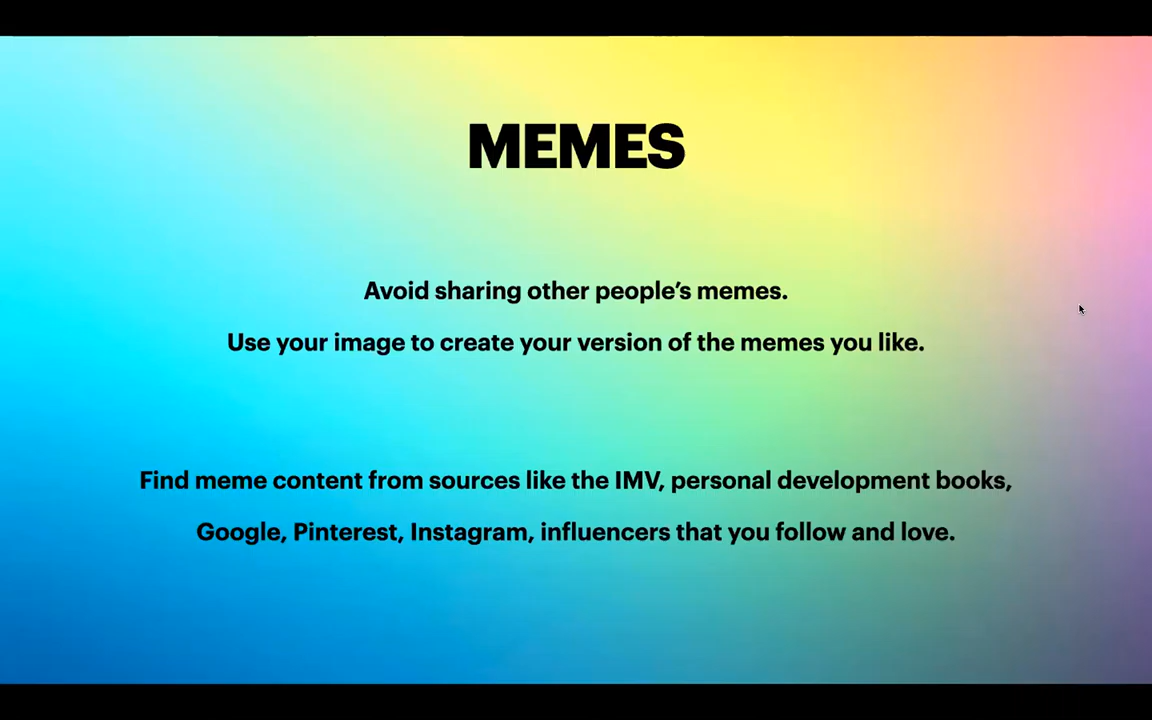 MEMES
Avoid sharing other people’s memes.
Use your image to create your version of the memes you like.
Find meme content from sources like the IMV, personal development books,
Google, Pinterest, Instagram, influencers that you follow and love.